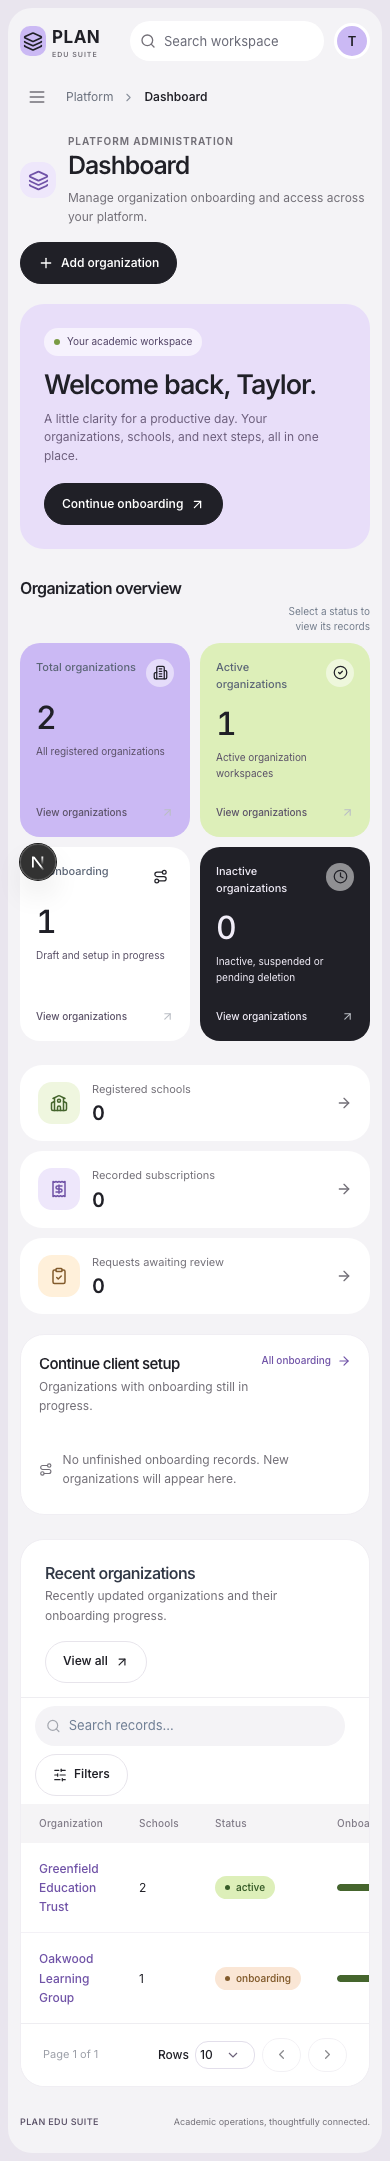 PLAN
EDU SUITE
Search workspace
T
Platform
Dashboard
PLATFORM ADMINISTRATION
Dashboard
Manage organization onboarding and access across
your platform.
Add organization
Your academic workspace
Welcome back, Taylor.
A little clarity for a productive day. Your
organizations, schools, and next steps, all in one
place.
Continue onboarding
Organization overview
Select a status to
view its records
Total organizations
2
All registered organizations
View organizations
Active
organizations
1
Active organization
workspaces
View organizations
N
nboarding
1
Draft and setup in progress
View organizations
Inactive
organizations
0
Inactive, suspended or
pending deletion
View organizations
Registered schools
0
Recorded subscriptions
0
Requests awaiting review
0
Continue client setup
All onboarding
Organizations with onboarding still in
progress.
No unfinished onboarding records. New
organizations will appear here.
Recent organizations
Recently updated organizations and their
onboarding progress.
View all
Search records...
Filters
Organization Schools Status Onboa
Greenfield
Education
Trust
2
active
Oakwood
Learning
Group
1
onboarding
Page 1 of 1
Rows
10
PLAN EDU SUITE
Academic operations, thoughtfully connected.